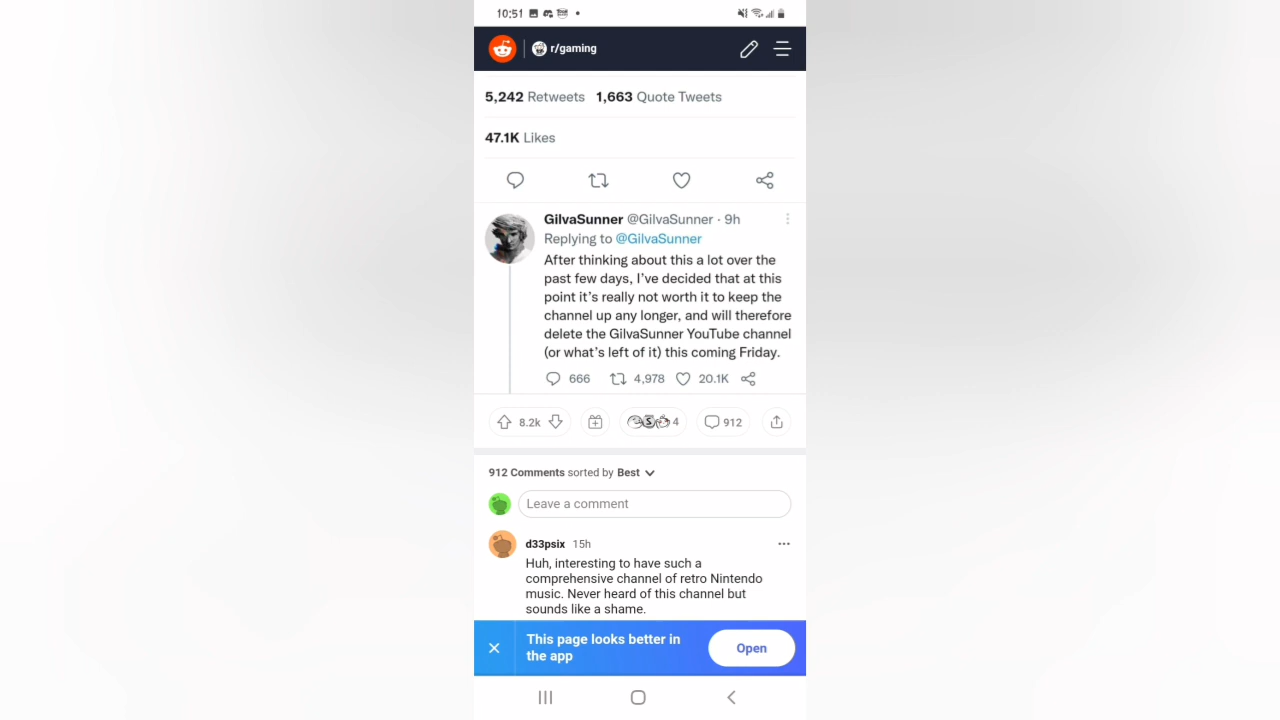 10:51
r/gaming
5,242 Retweets 1,663 Quote Tweets
47.1K Likes
GilvaSunner @GilvaSunner · 9h
Replying to @GilvaSunner
After thinking about this a lot over the
past few days, I've decided that at this
point it's really not worth it to keep the
channel up any longer, and will therefore
delete the GilvaSunner YouTube channel
(or what's left of it) this coming Friday.
666 4,978 20.1K
8.2k 4 912
912 Comments sorted by Best
Leave a comment
d33psix 15h
Huh, interesting to have such a
comprehensive channel of retro Nintendo
music. Never heard of this channel but
sounds like a shame.
This page looks better in
the app
Open